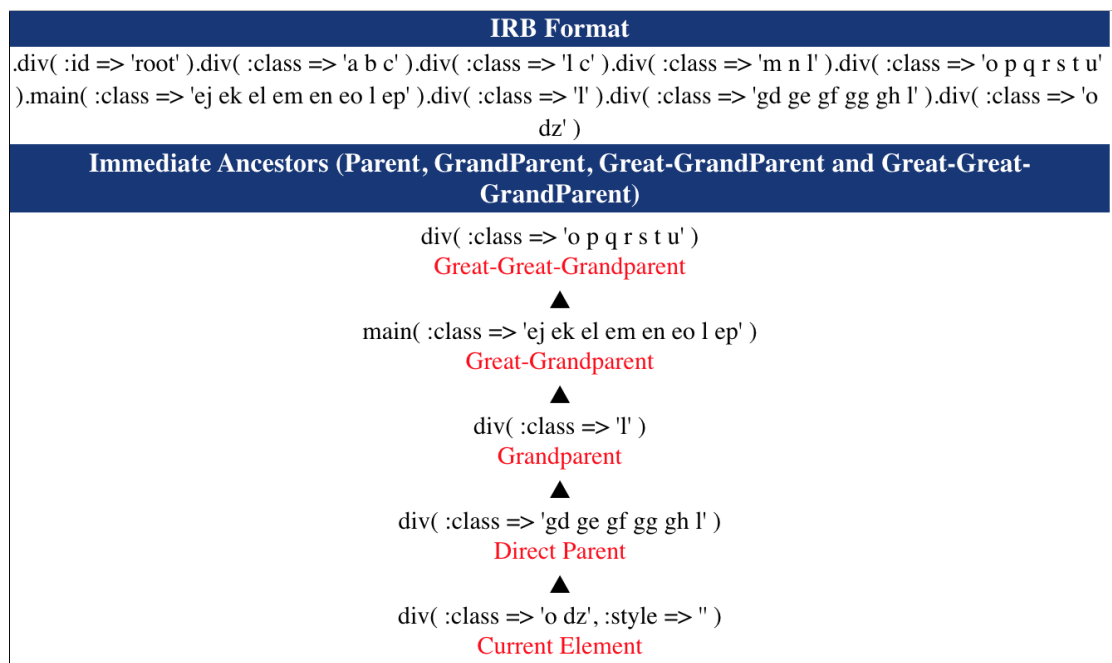 IRB Format
.div( :id => 'root' ).div( :class => 'a b c' ).div( :class => 'l c' ).div( :class => 'm n l' ).div( :class => 'o p q r s t u'
).main( :class => 'ej ek el em en eo l ep' ).div( :class => 'l' ).div( :class => 'gd ge gf gg gh l' ).div( :class => 'o
dz' )
Immediate Ancestors (Parent, GrandParent, Great-GrandParent and Great-Great-
GrandParent)
div( :class => 'o p q r s t u' )
Great-Great-Grandparent
▲
main( :class => 'ej ek el em en eo l ep' )
Great-Grandparent
▲
div( :class => 'l' )
Grandparent
▲
div( :class => 'gd ge gf gg gh l' )
Direct Parent
▲
div( :class => 'o dz', :style => '' )
Current Element